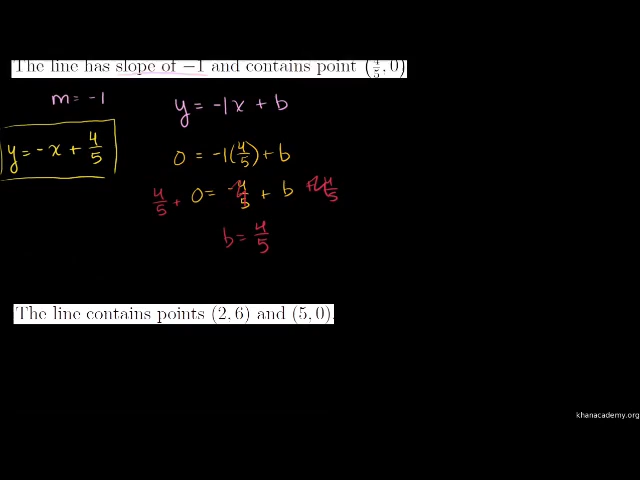 The line has slope of −1 and contains point (4/5, 0)
m = -1
y = -1x + b
y = -x + 4/5
0 = -1(4/5) + b
4/5 + 0 = -4/5 + b + 4/5
b = 4/5
The line contains points (2, 6) and (5, 0).
khanacademy.org